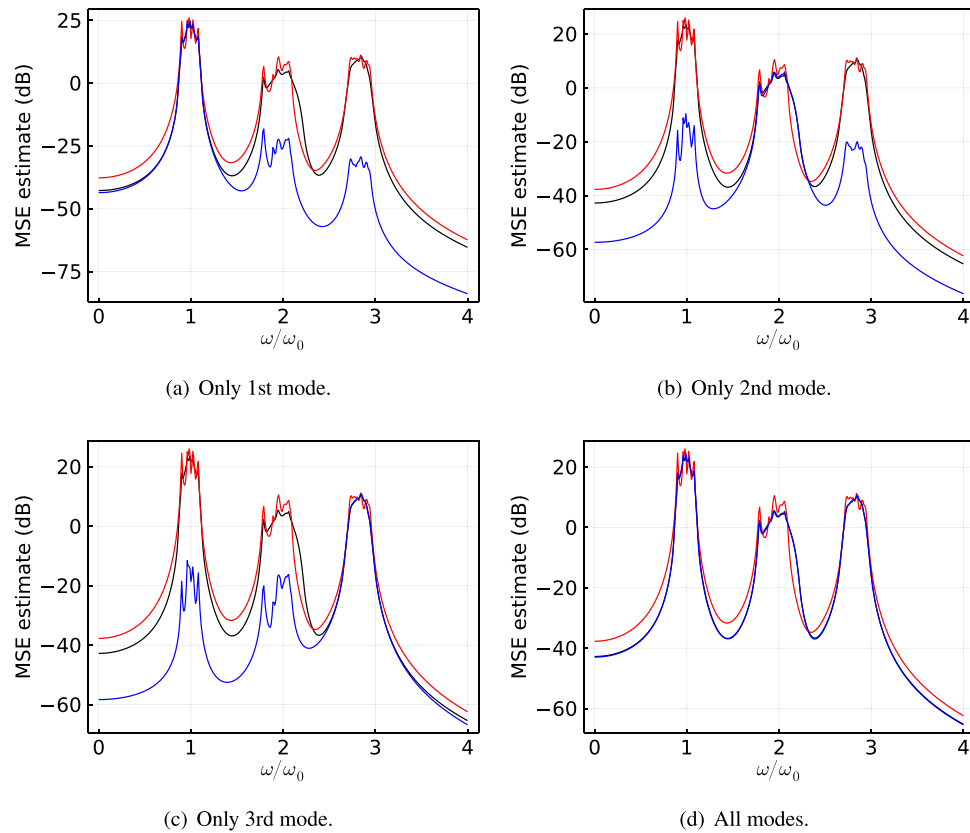 25
0
−25
−50
−75
MSE estimate (dB)
0 1 2 3 4
ω/ω₀
(a) Only 1st mode.
20
0
−20
−40
−60
MSE estimate (dB)
0 1 2 3 4
ω/ω₀
(b) Only 2nd mode.
20
0
−20
−40
−60
MSE estimate (dB)
0 1 2 3 4
ω/ω₀
(c) Only 3rd mode.
20
0
−20
−40
−60
MSE estimate (dB)
0 1 2 3 4
ω/ω₀
(d) All modes.